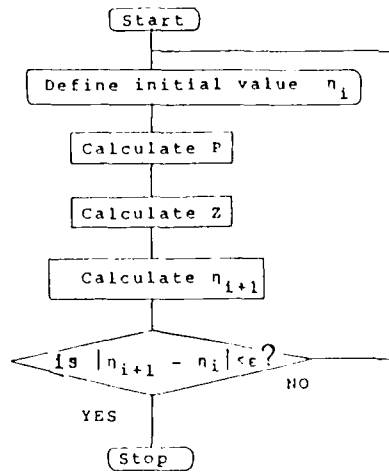 Start
Define initial value η_i
Calculate P
Calculate Z
Calculate η_{i+1}
is |η_{i+1} - η_i| <ε?
NO
YES
Stop